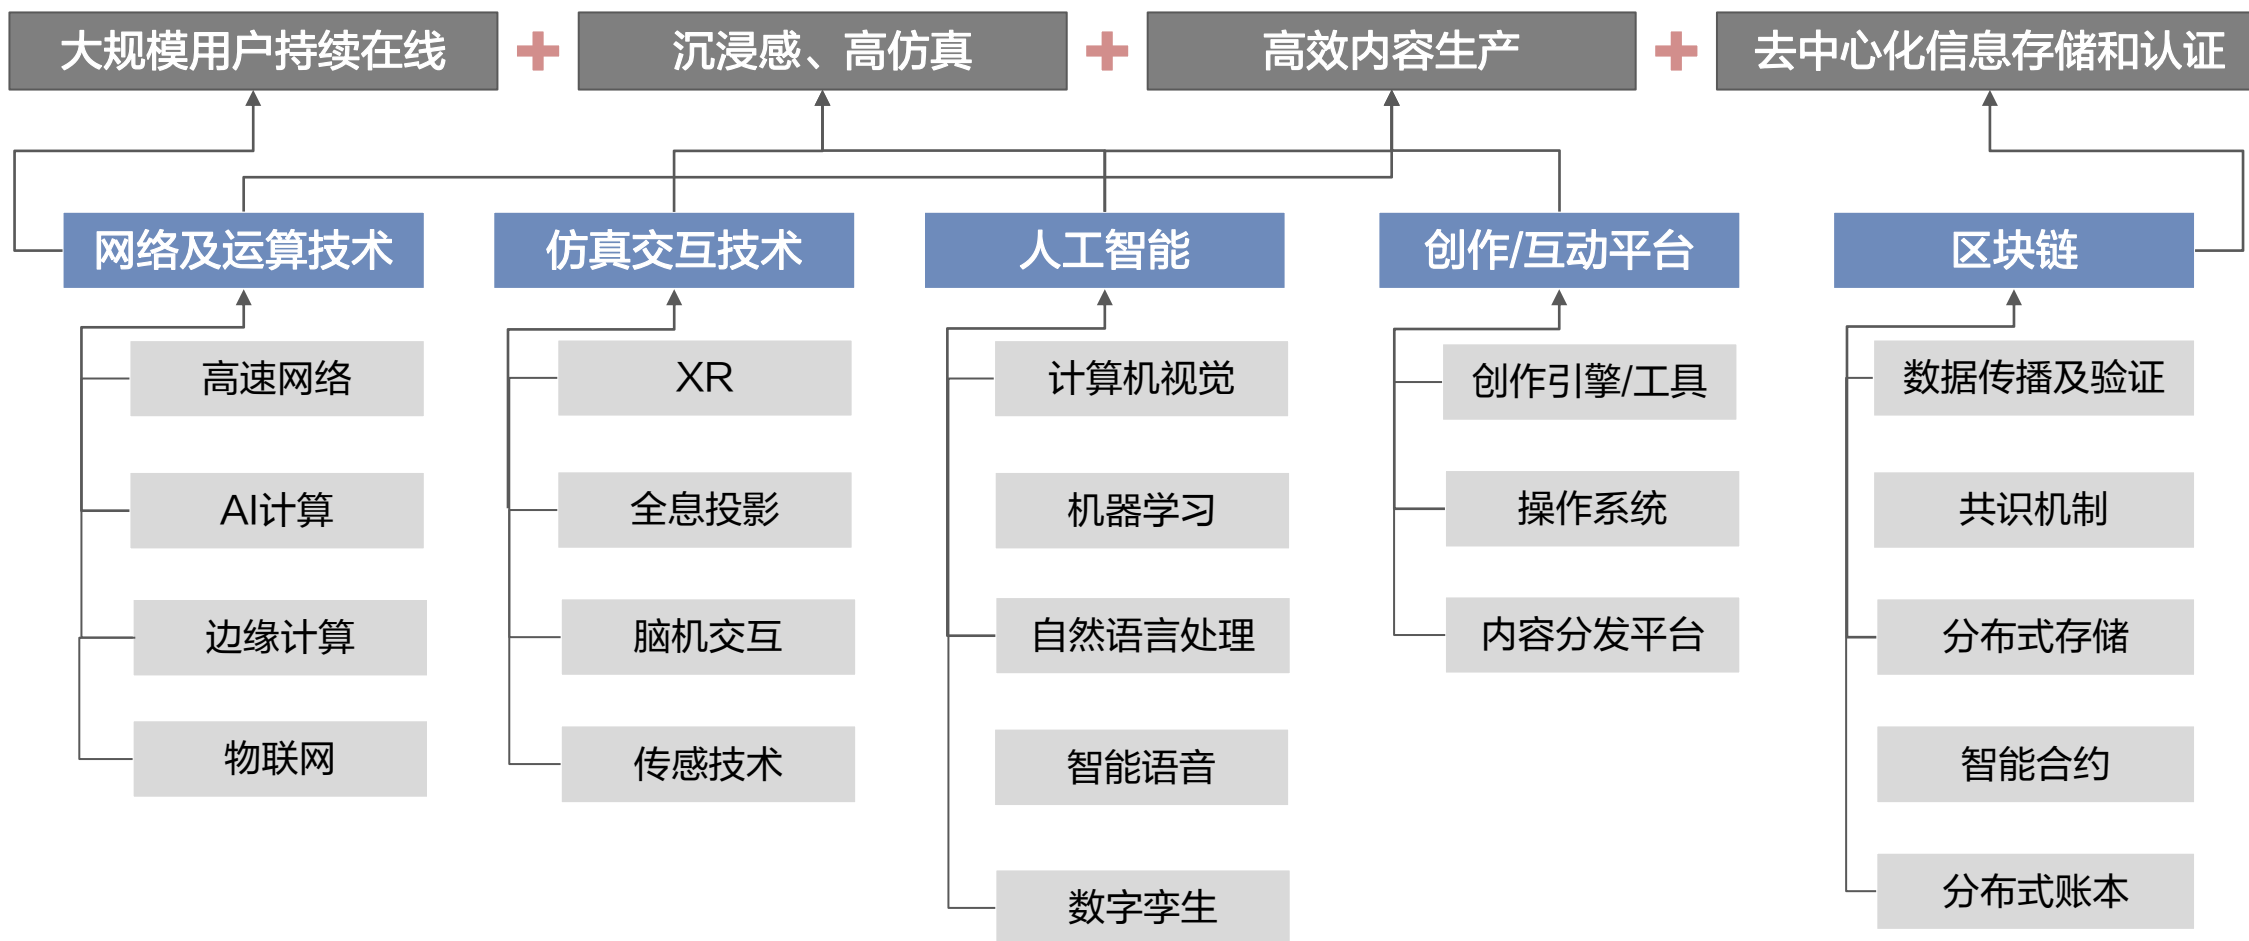 大规模用户持续在线
沉浸感、高仿真
高效内容生产
去中心化信息存储和认证
网络及运算技术
仿真交互技术
人工智能
创作/互动平台
区块链
高速网络
AI计算
边缘计算
物联网
XR
全息投影
脑机交互
传感技术
计算机视觉
机器学习
自然语言处理
智能语音
数字孪生
创作引擎/工具
操作系统
内容分发平台
数据传播及验证
共识机制
分布式存储
智能合约
分布式账本